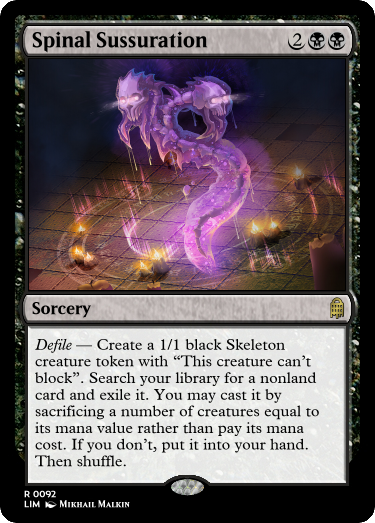 Spinal Sussuration 2
Sorcery
Defile — Create a 1/1 black Skeleton
creature token with “This creature can’t
block”. Search your library for a nonland
card and exile it. You may cast it by
sacrificing a number of creatures equal to
its mana value rather than pay its mana
cost. If you don’t, put it into your hand.
Then shuffle.
R 0092
LIM Mikhail Malkin